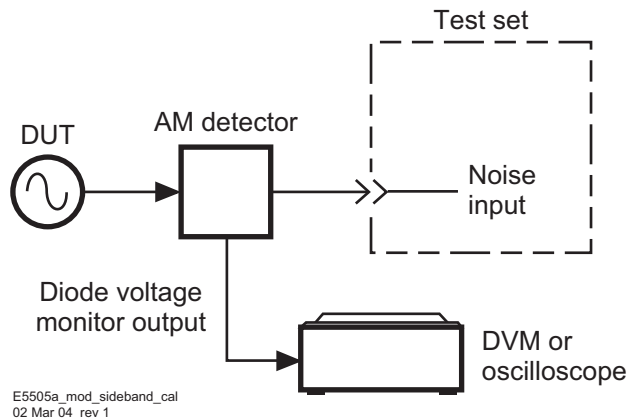 Test set
DUT
AM detector
Noise
input
Diode voltage
monitor output
DVM or
oscilloscope
E5505a_mod_sideband_cal
02 Mar 04 rev 1